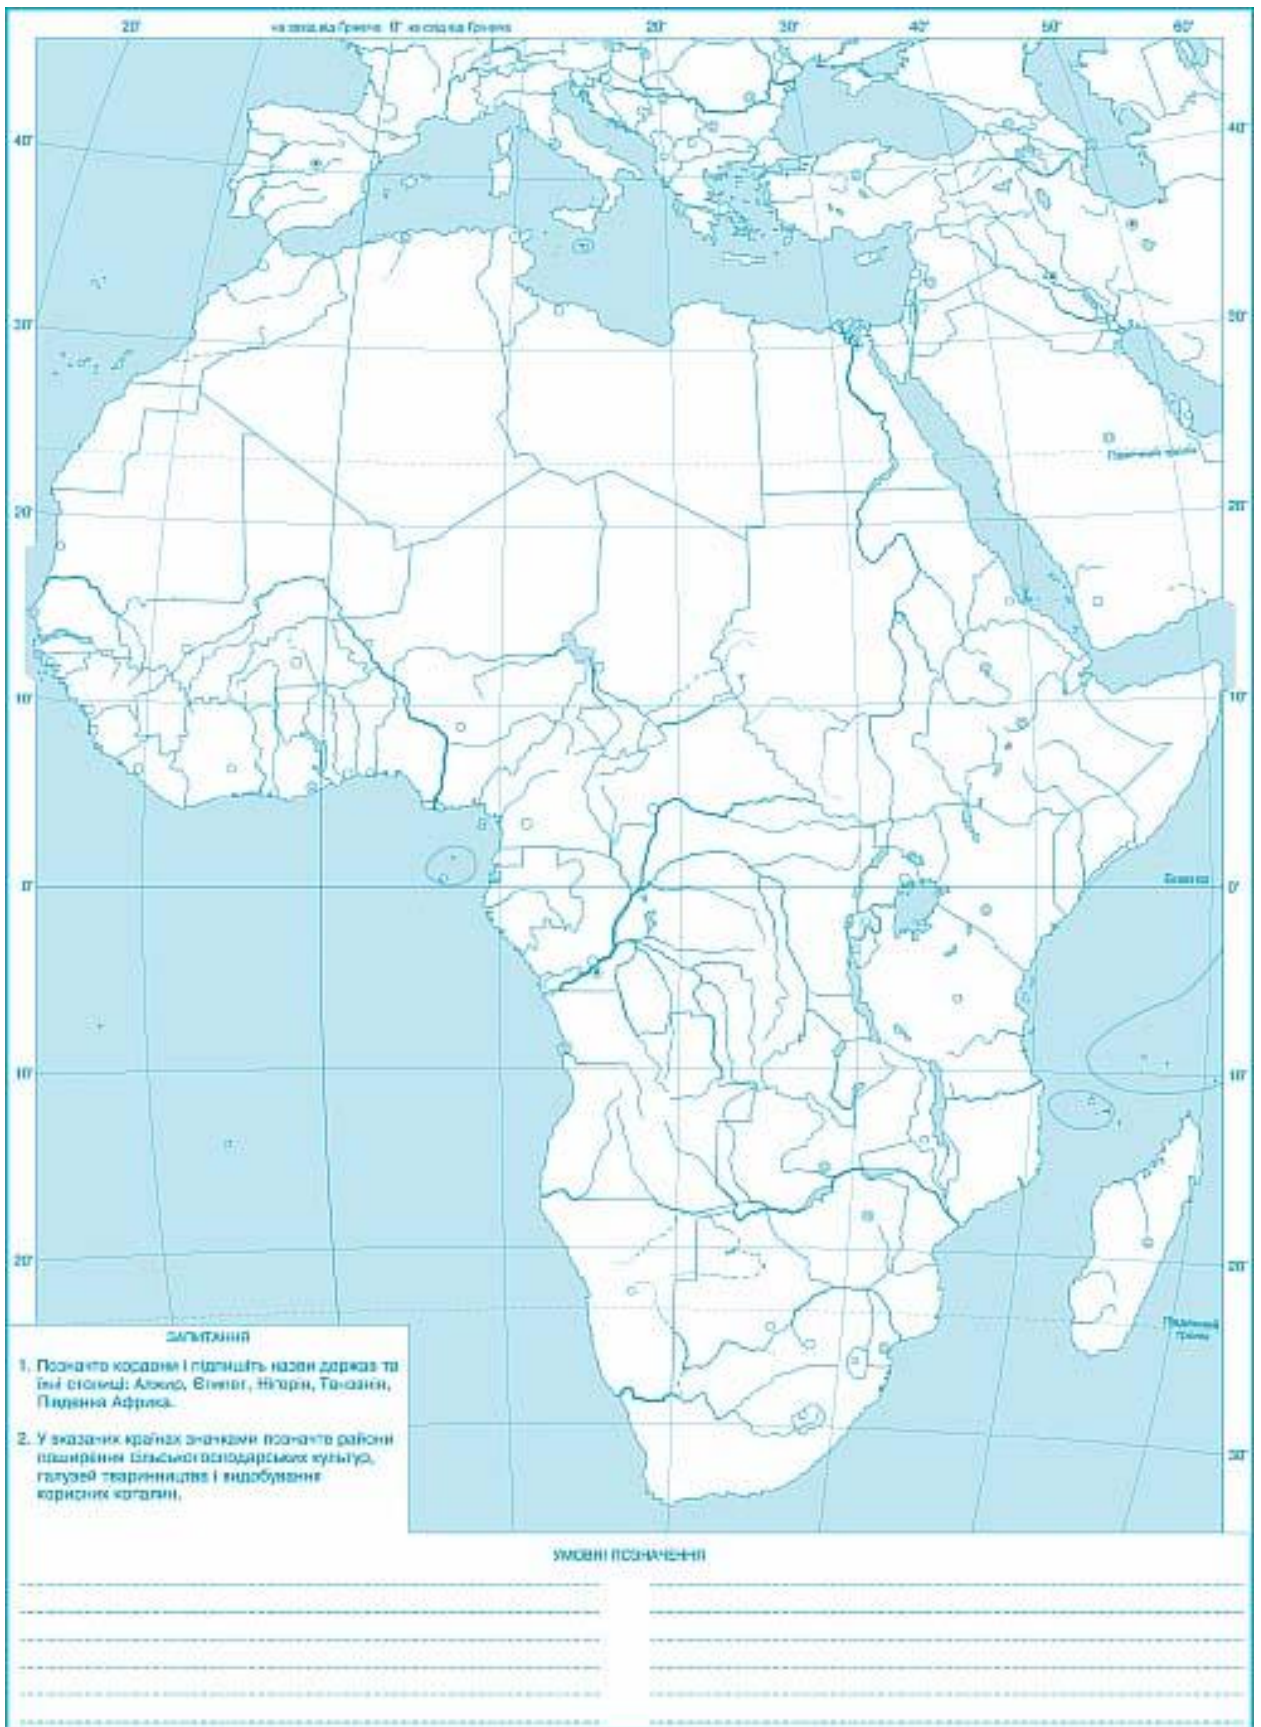 20° на захід від Гринвіча 0° на схід від Гринвіча 20° 30° 40° 50° 60°
40° 40°
30° 30°
Північний тропік
20° 20°
10° 10°
0° Екватор 0°
10° 10°
20° 20°
Південний
тропік
30°
ЗАПИТАННЯ
1. Позначте кордони і підпишіть назви держав та
їхні столиці: Алжир, Єгипет, Нігерія, Танзанія,
Південна Африка.
2. У вказаних країнах значками позначте райони
поширення сільськогосподарських культур,
галузей тваринництва і видобування
корисних копалин.
УМОВНІ ПОЗНАЧЕННЯ